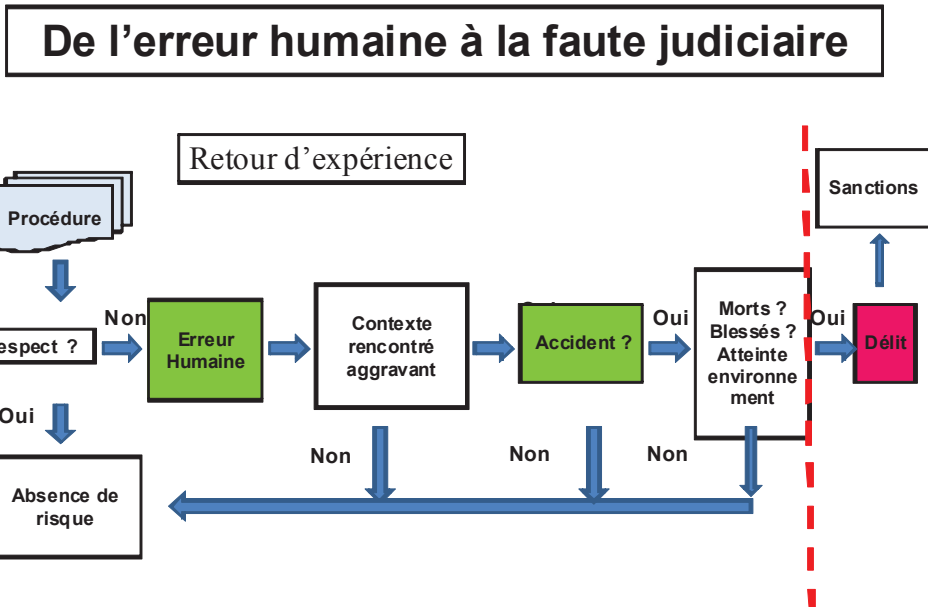 De l’erreur humaine à la faute judiciaire
Retour d’expérience
Procédure
Sanctions
Non
espect ?
Erreur
Humaine
Contexte
rencontré
aggravant
Accident ?
Oui
Morts ?
Blessés ?
Atteinte
environne
ment
Oui
Délit
Oui
Non
Non
Non
Absence de
risque